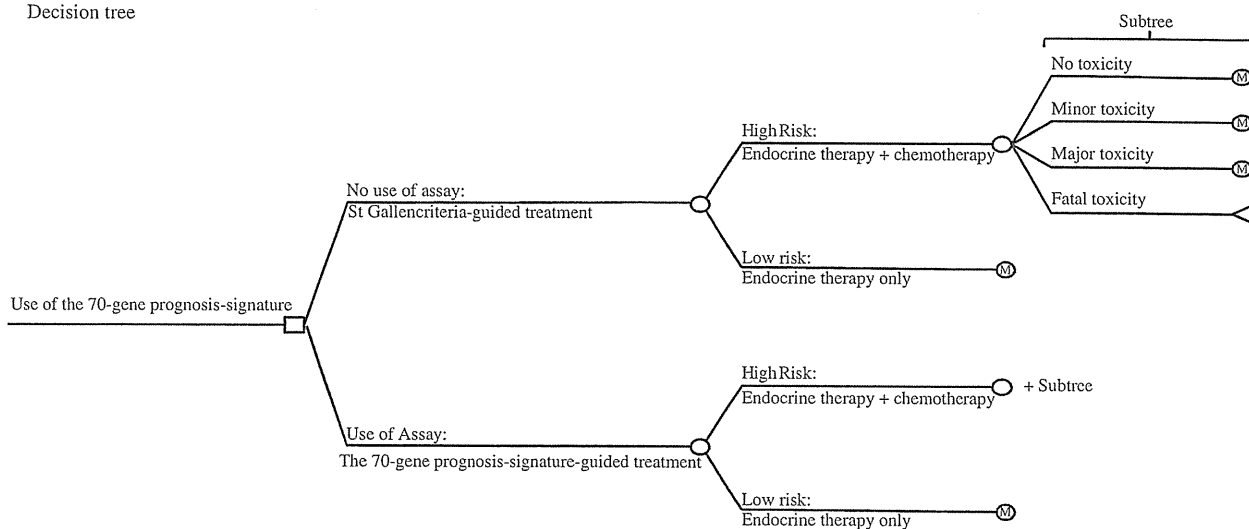 Decision tree
Subtree
No toxicity
M
Minor toxicity
M
Major toxicity
M
Fatal toxicity
High Risk:
Endocrine therapy + chemotherapy
No use of assay:
St Gallencriteria-guided treatment
Low risk:
Endocrine therapy only
M
Use of the 70-gene prognosis-signature
High Risk:
Endocrine therapy + chemotherapy
+ Subtree
Use of Assay:
The 70-gene prognosis-signature-guided treatment
Low risk:
Endocrine therapy only
M